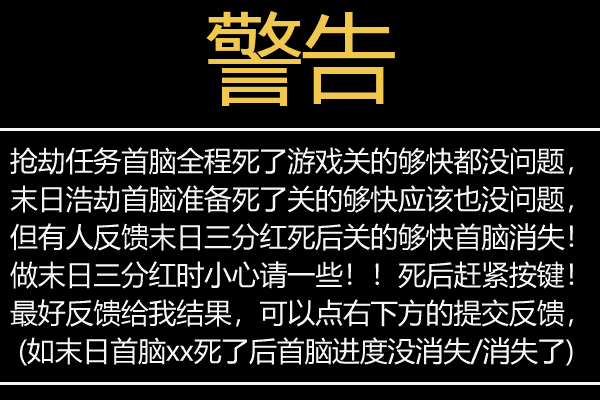 警告
抢劫任务首脑全程死了游戏关的够快都没问题，
末日浩劫首脑准备死了关的够快应该也没问题，
但有人反馈末日三分红死后关的够快首脑消失！
做末日三分红时小心请一些！！死后赶紧按键！
最好反馈给我结果，可以点右下方的提交反馈，
(如末日首脑xx死了后首脑进度没消失/消失了)